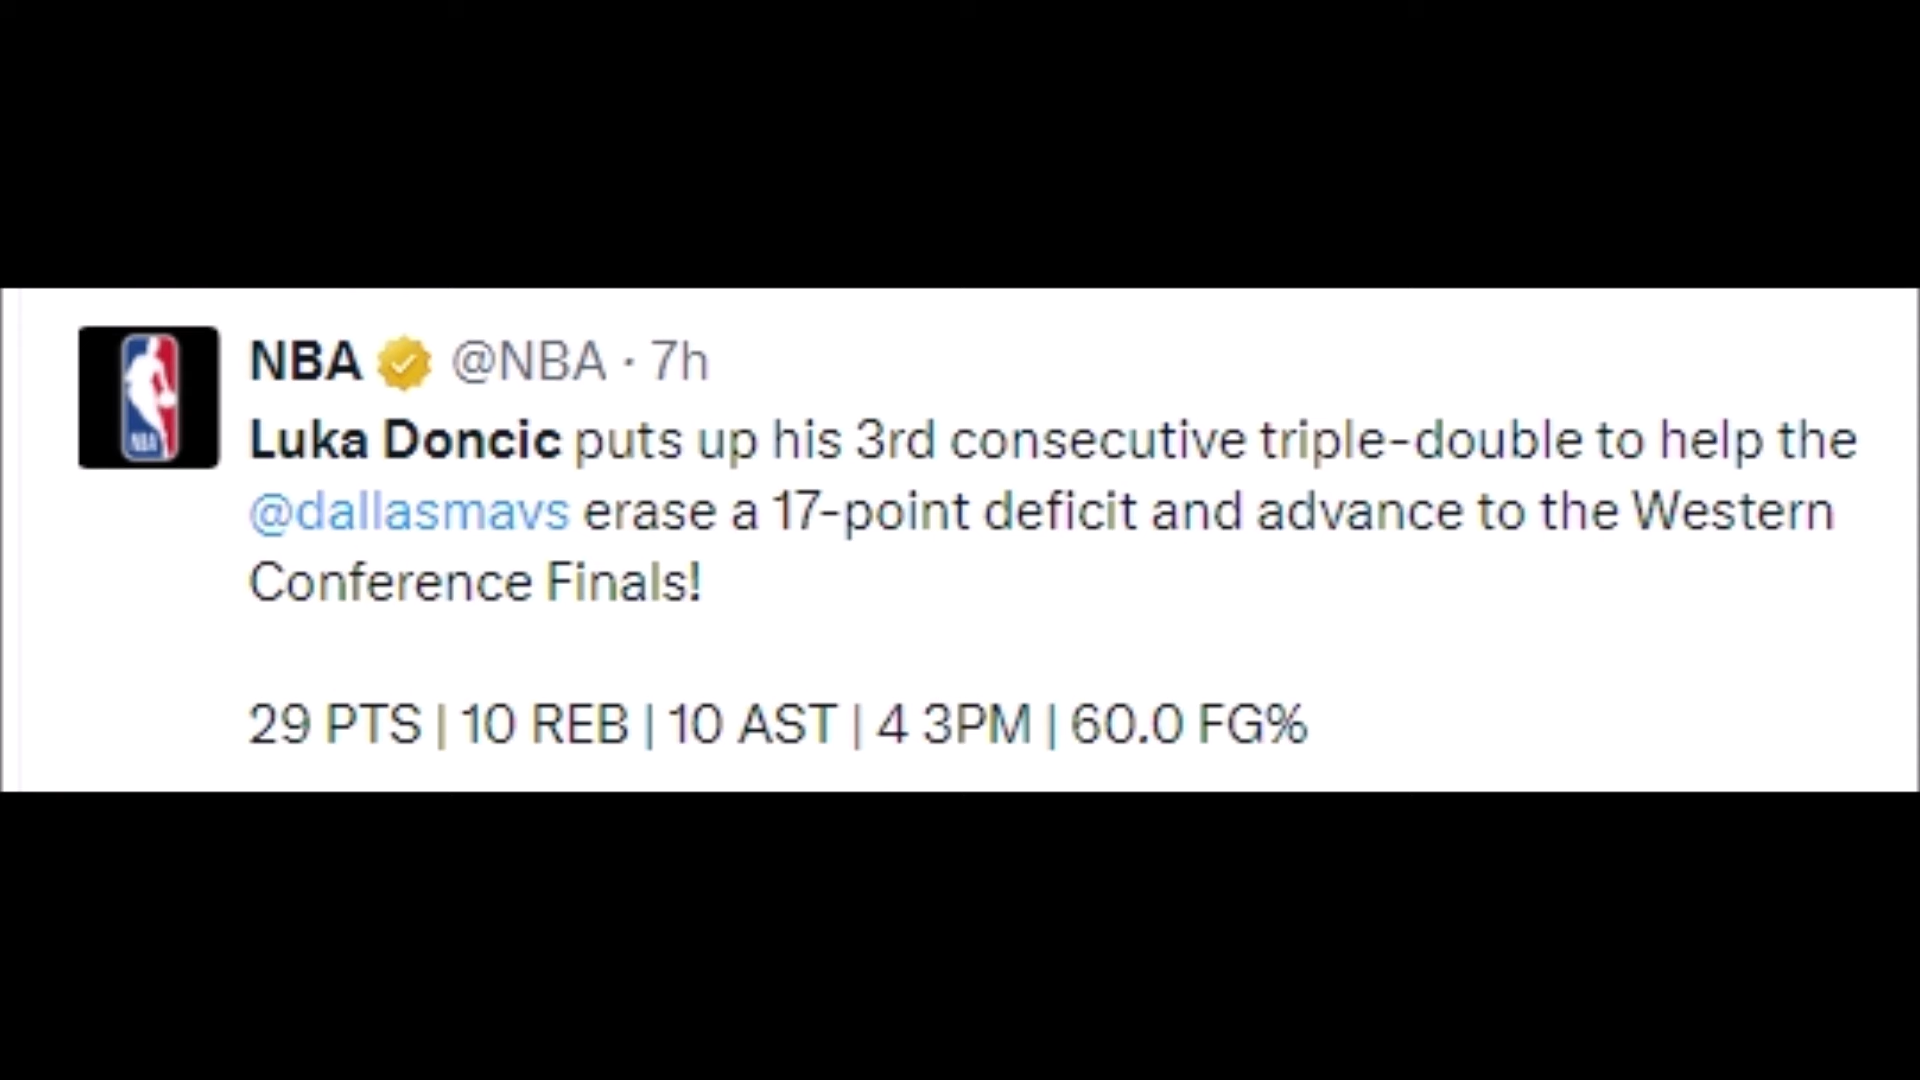 NBA @NBA · 7h
Luka Doncic puts up his 3rd consecutive triple-double to help the
@dallasmavs erase a 17-point deficit and advance to the Western
Conference Finals!
29 PTS | 10 REB | 10 AST | 4 3PM | 60.0 FG%
NBA